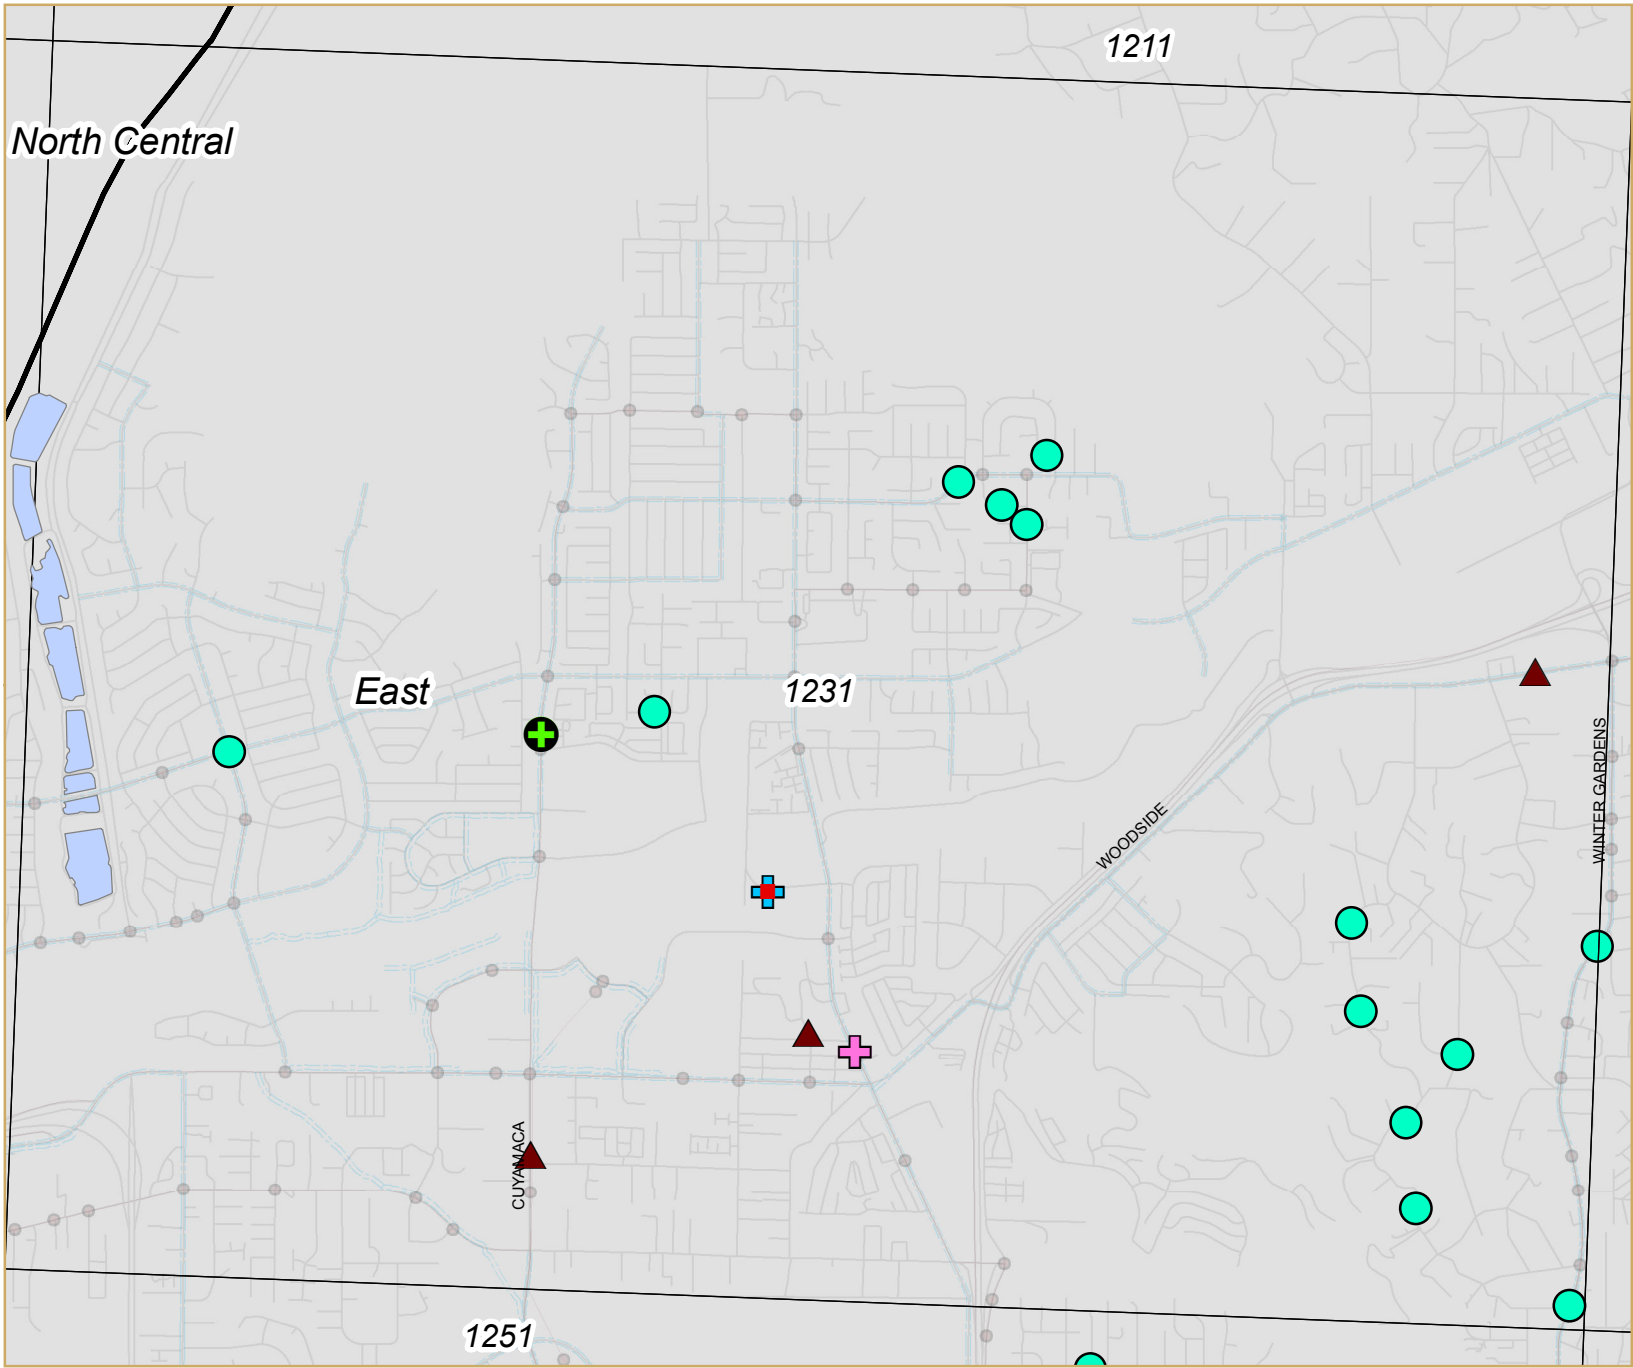 1211
North Central
East
1231
WINTER GARDENS
WOODSIDE
CUYAMACA
1251